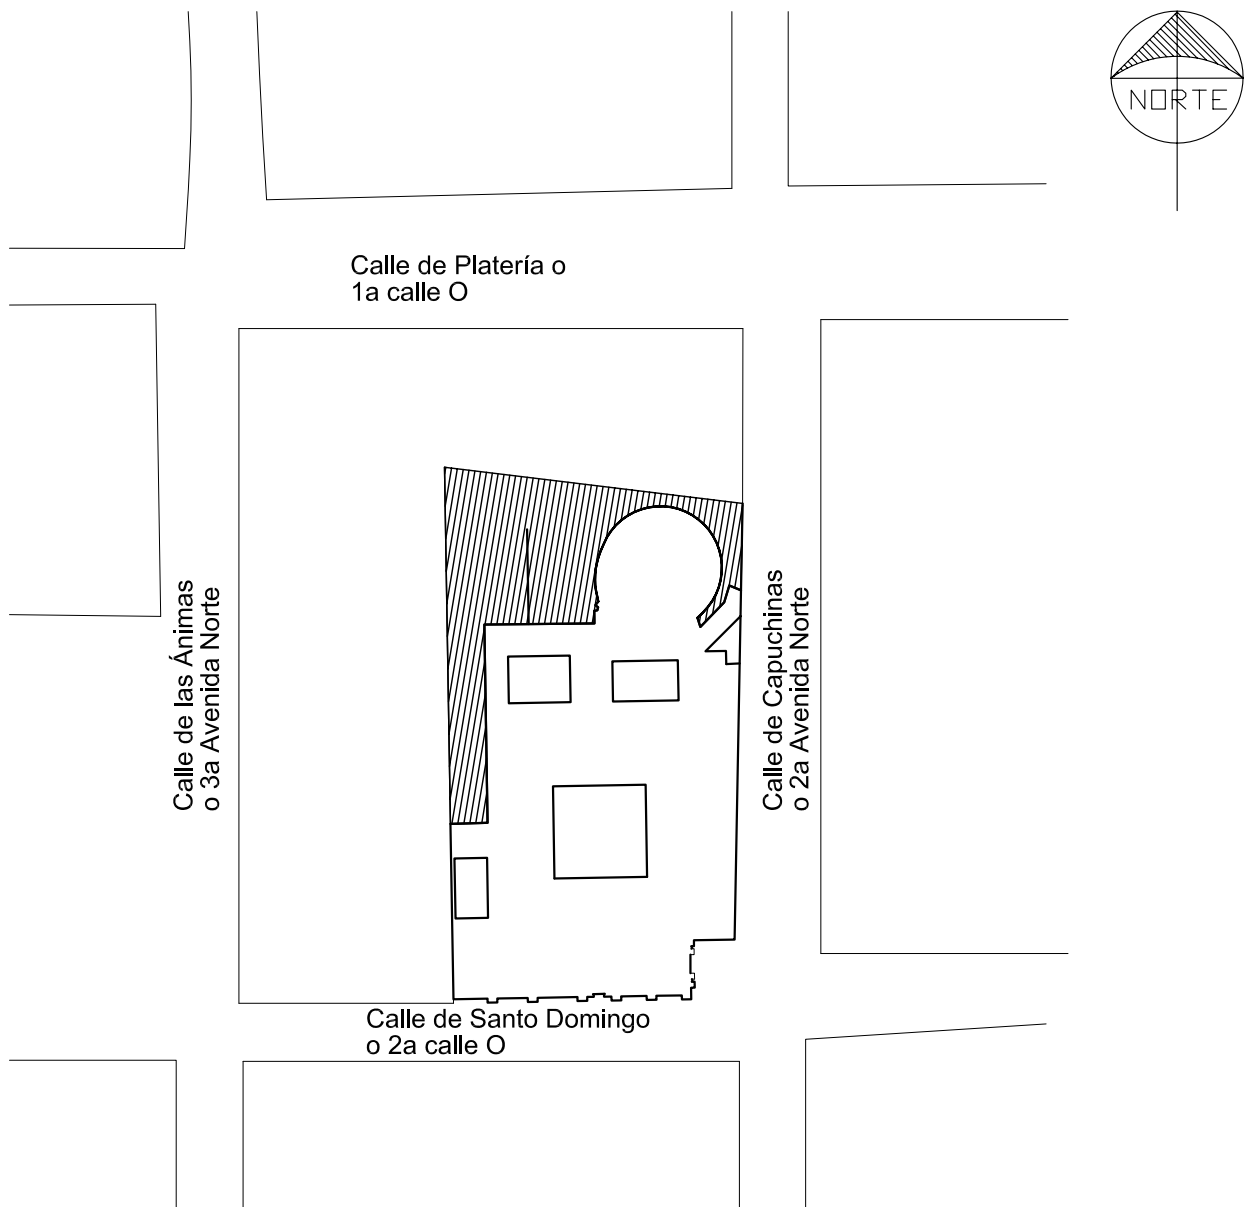 NORTE
Calle de Platería o
1a calle O
Calle de las Ánimas
o 3a Avenida Norte
Calle de Capuchinas
o 2a Avenida Norte
Calle de Santo Domingo
o 2a calle O